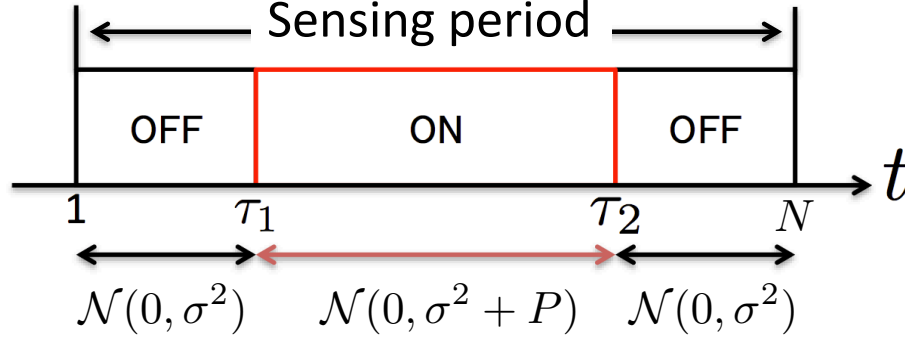 Sensing period
OFF ON OFF
1 τ₁ τ₂ N t
𝒩(0, σ²) 𝒩(0, σ² + P) 𝒩(0, σ²)